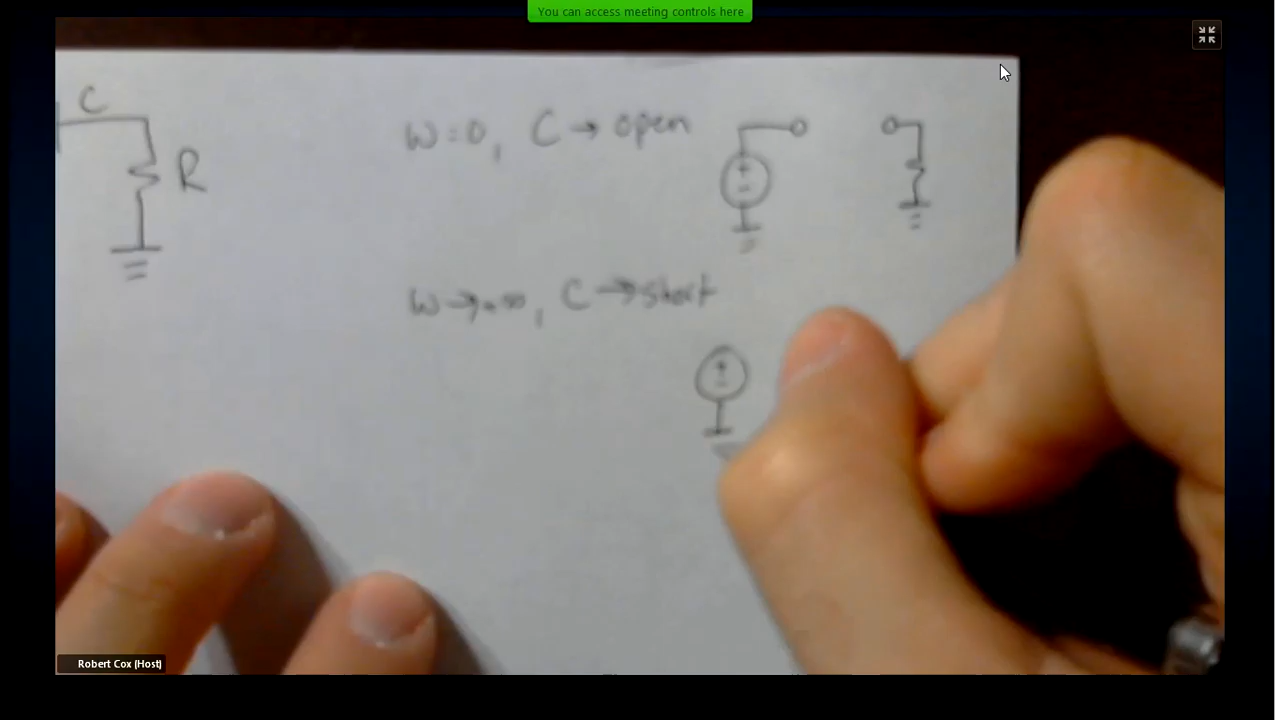 You can access meeting controls here
C
R
ω=0, C → open
ω→∞, C → short
Robert Cox (Host)